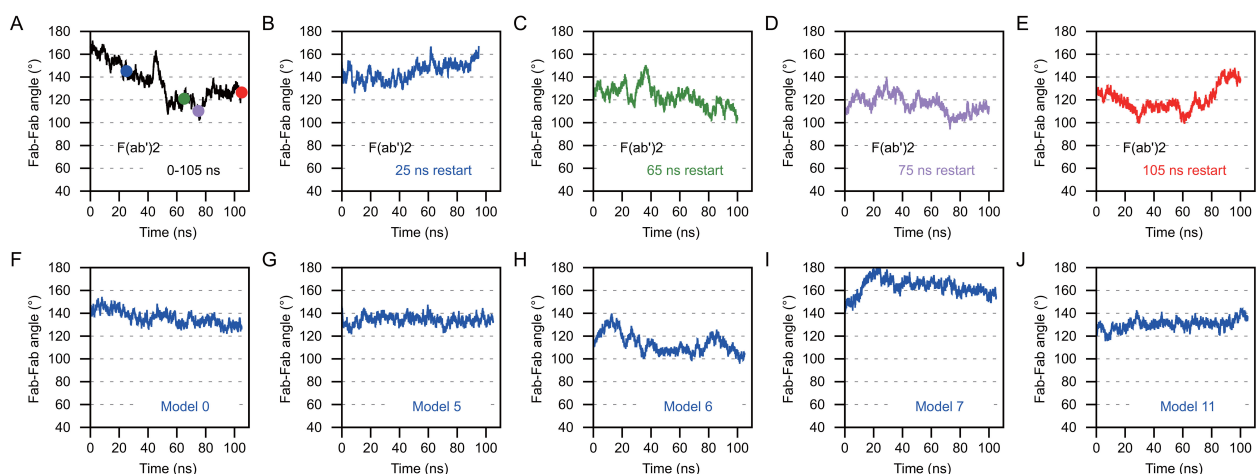 A
Fab-Fab angle (°)
180
160
140
120
100
80
60
40
F(ab')2
0-105 ns
0 20 40 60 80 100
Time (ns)
B
Fab-Fab angle (°)
180
160
140
120
100
80
60
40
F(ab')2
25 ns restart
0 20 40 60 80 100
Time (ns)
C
Fab-Fab angle (°)
180
160
140
120
100
80
60
40
F(ab')2
65 ns restart
0 20 40 60 80 100
Time (ns)
D
Fab-Fab angle (°)
180
160
140
120
100
80
60
40
F(ab')2
75 ns restart
0 20 40 60 80 100
Time (ns)
E
Fab-Fab angle (°)
180
160
140
120
100
80
60
40
F(ab')2
105 ns restart
0 20 40 60 80 100
Time (ns)
F
Fab-Fab angle (°)
180
160
140
120
100
80
60
40
Model 0
0 20 40 60 80 100
Time (ns)
G
Fab-Fab angle (°)
180
160
140
120
100
80
60
40
Model 5
0 20 40 60 80 100
Time (ns)
H
Fab-Fab angle (°)
180
160
140
120
100
80
60
40
Model 6
0 20 40 60 80 100
Time (ns)
I
Fab-Fab angle (°)
180
160
140
120
100
80
60
40
Model 7
0 20 40 60 80 100
Time (ns)
J
Fab-Fab angle (°)
180
160
140
120
100
80
60
40
Model 11
0 20 40 60 80 100
Time (ns)